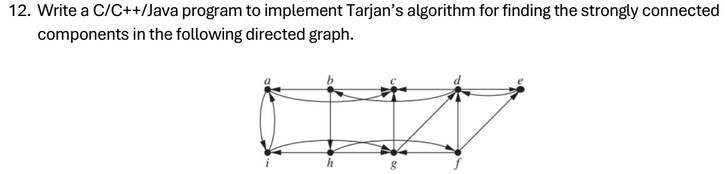 12. Write a C/C++/Java program to implement Tarjan’s algorithm for finding the strongly connected
components in the following directed graph.
a b c d e
i h g f